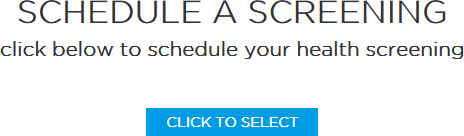 SCHEDULE A SCREENING
click below to schedule your health screening
CLICK TO SELECT